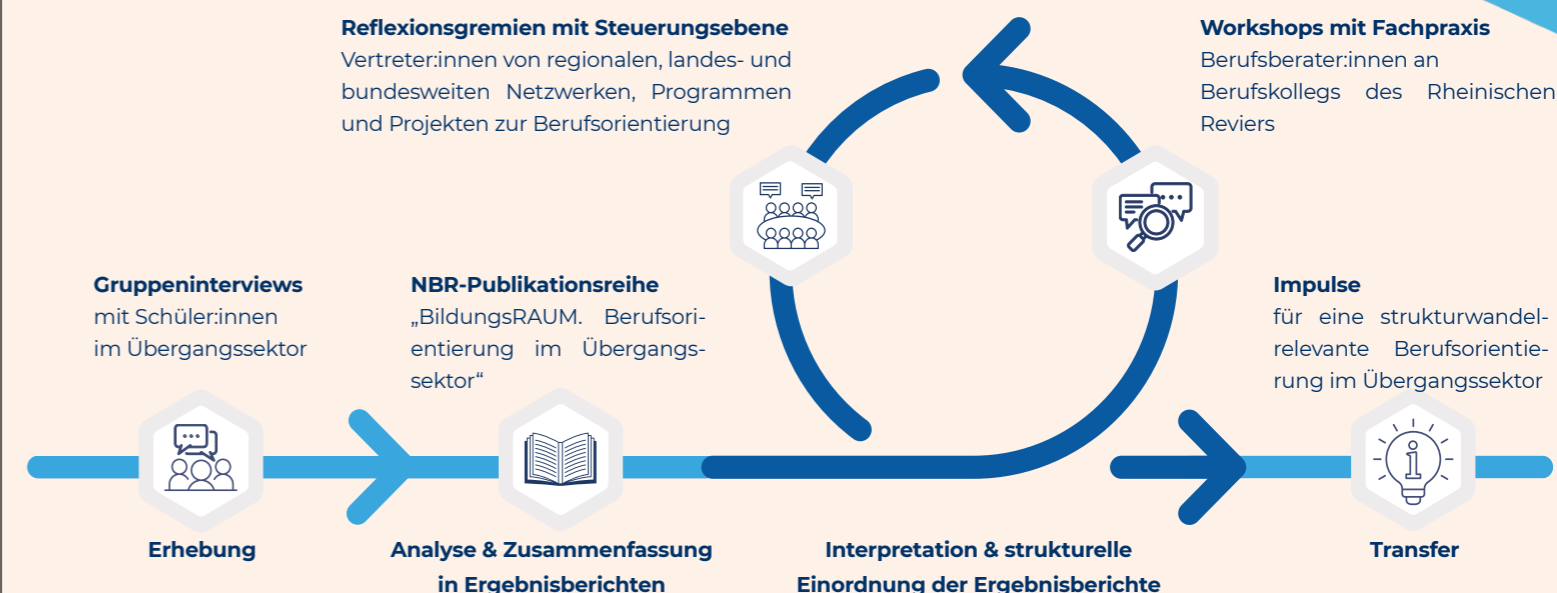 Reflexionsgremien mit Steuerungsebene
Vertreter:innen von regionalen, landes- und
bundesweiten Netzwerken, Programmen
und Projekten zur Berufsorientierung
Workshops mit Fachpraxis
Berufsberater:innen an
Berufskollegs des Rheinischen
Reviers
Gruppeninterviews
mit Schüler:innen
im Übergangssektor
NBR-Publikationsreihe
„BildungsRAUM. Berufsori-
entierung im Übergangs-
sektor“
Impulse
für eine strukturwandel-
relevante Berufsorientie-
rung im Übergangssektor
Erhebung
Analyse & Zusammenfassung
in Ergebnisberichten
Interpretation & strukturelle
Einordnung der Ergebnisberichte
Transfer